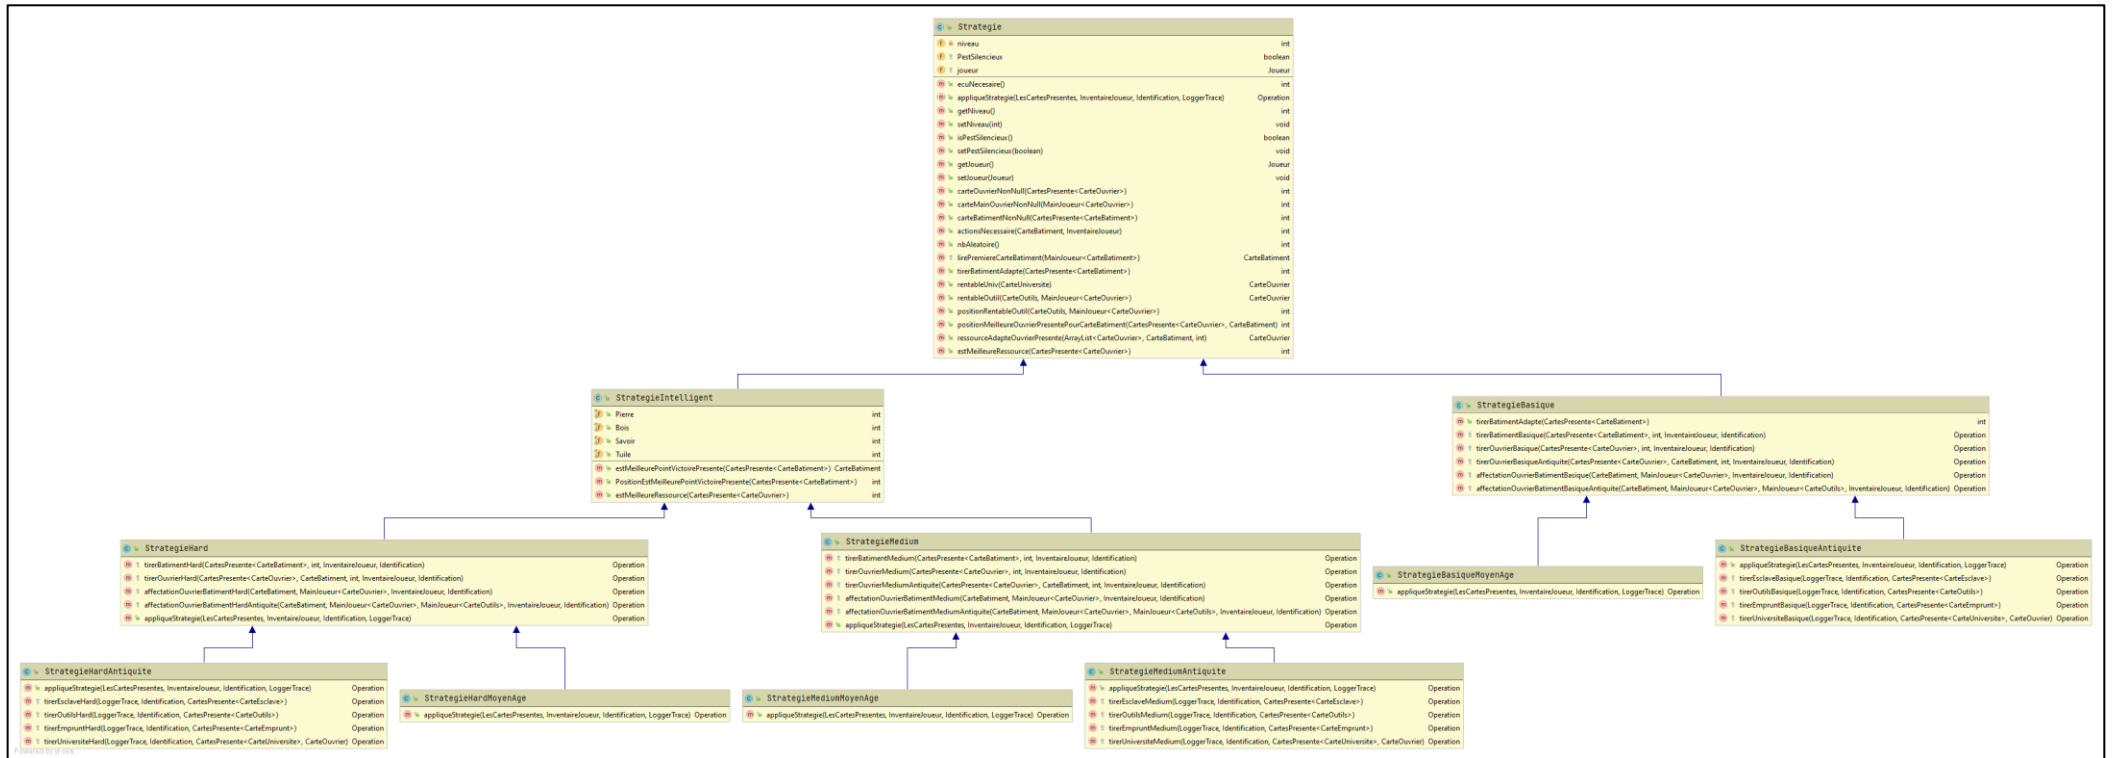 Strategie
niveau int
PestSilencieux boolean
joueur Joueur
ecuNecesaire() int
appliqueStrategie(LesCartesPresentes, InventaireJoueur, Identification, LoggerTrace) Operation
getNiveau() int
setNiveau(int) void
isPestSilencieux() boolean
setPestSilencieux(boolean) void
getJoueur() Joueur
setJoueur(Joueur) void
carteOuvrierNonNull(CartesPresente<CarteOuvrier>) int
carteMainOuvrierNonNull(MainJoueur<CarteOuvrier>) int
carteBatimentNonNull(CartesPresente<CarteBatiment>) int
actionsNecessaire(CarteBatiment, InventaireJoueur) int
nbAleatoire() int
lirePremiereCarteBatiment(MainJoueur<CarteBatiment>) CarteBatiment
tirerBatimentAdapte(CartesPresente<CarteBatiment>) int
rentableUniv(CarteUniversite) CarteOuvrier
rentableOutil(CarteOutils, MainJoueur<CarteOuvrier>) CarteOuvrier
positionRentableOutil(CarteOutils, MainJoueur<CarteOuvrier>) int
positionMeilleureOuvrierPresentePourCarteBatiment(CartesPresente<CarteOuvrier>, CarteBatiment) int
ressourceAdapteOuvrierPresente(ArrayList<CarteOuvrier>, CarteBatiment, int) CarteOuvrier
estMeilleureRessource(CartesPresente<CarteOuvrier>) int
StrategieIntelligent
Pierre int
Bois int
Savoir int
Tuile int
estMeilleurePointVictoirePresente(CartesPresente<CarteBatiment>) CarteBatiment
PositionEstMeilleurePointVictoirePresente(CartesPresente<CarteBatiment>) int
estMeilleureRessource(CartesPresente<CarteOuvrier>) int
StrategieBasique
tirerBatimentAdapte(CartesPresente<CarteBatiment>) int
tirerBatimentBasique(CartesPresente<CarteBatiment>, int, InventaireJoueur, Identification) Operation
tirerOuvrierBasique(CartesPresente<CarteOuvrier>, int, InventaireJoueur, Identification) Operation
tirerOuvrierBasiqueAntiquite(CartesPresente<CarteOuvrier>, CarteBatiment, int, InventaireJoueur, Identification) Operation
affectationOuvrierBatimentBasique(CarteBatiment, MainJoueur<CarteOuvrier>, InventaireJoueur, Identification) Operation
affectationOuvrierBatimentBasiqueAntiquite(CarteBatiment, MainJoueur<CarteOuvrier>, MainJoueur<CarteOutils>, InventaireJoueur, Identification) Operation
StrategieHard
tirerBatimentHard(CartesPresente<CarteBatiment>, int, InventaireJoueur, Identification) Operation
tirerOuvrierHard(CartesPresente<CarteOuvrier>, CarteBatiment, int, InventaireJoueur, Identification) Operation
affectationOuvrierBatimentHard(CarteBatiment, MainJoueur<CarteOuvrier>, InventaireJoueur, Identification) Operation
affectationOuvrierBatimentHardAntiquite(CarteBatiment, MainJoueur<CarteOuvrier>, MainJoueur<CarteOutils>, InventaireJoueur, Identification) Operation
appliqueStrategie(LesCartesPresentes, InventaireJoueur, Identification, LoggerTrace) Operation
StrategieMedium
tirerBatimentMedium(CartesPresente<CarteBatiment>, int, InventaireJoueur, Identification) Operation
tirerOuvrierMedium(CartesPresente<CarteOuvrier>, int, InventaireJoueur, Identification) Operation
tirerOuvrierMediumAntiquite(CartesPresente<CarteOuvrier>, CarteBatiment, int, InventaireJoueur, Identification) Operation
affectationOuvrierBatimentMedium(CarteBatiment, MainJoueur<CarteOuvrier>, InventaireJoueur, Identification) Operation
affectationOuvrierBatimentMediumAntiquite(CarteBatiment, MainJoueur<CarteOuvrier>, MainJoueur<CarteOutils>, InventaireJoueur, Identification) Operation
appliqueStrategie(LesCartesPresentes, InventaireJoueur, Identification, LoggerTrace) Operation
StrategieBasiqueMoyenAge
appliqueStrategie(LesCartesPresentes, InventaireJoueur, Identification, LoggerTrace) Operation
StrategieBasiqueAntiquite
appliqueStrategie(LesCartesPresentes, InventaireJoueur, Identification, LoggerTrace) Operation
tirerEsclaveBasique(LoggerTrace, Identification, CartesPresente<CarteEsclave>) Operation
tirerOutilsBasique(LoggerTrace, Identification, CartesPresente<CarteOutils>) Operation
tirerEmpruntBasique(LoggerTrace, Identification, CartesPresente<CarteEmprunt>) Operation
tirerUniversiteBasique(LoggerTrace, Identification, CartesPresente<CarteUniversite>, CarteOuvrier) Operation
StrategieHardAntiquite
appliqueStrategie(LesCartesPresentes, InventaireJoueur, Identification, LoggerTrace) Operation
tirerEsclaveHard(LoggerTrace, Identification, CartesPresente<CarteEsclave>) Operation
tirerOutilsHard(LoggerTrace, Identification, CartesPresente<CarteOutils>) Operation
tirerEmpruntHard(LoggerTrace, Identification, CartesPresente<CarteEmprunt>) Operation
tirerUniversiteHard(LoggerTrace, Identification, CartesPresente<CarteUniversite>, CarteOuvrier) Operation
StrategieHardMoyenAge
appliqueStrategie(LesCartesPresentes, InventaireJoueur, Identification, LoggerTrace) Operation
StrategieMediumMoyenAge
appliqueStrategie(LesCartesPresentes, InventaireJoueur, Identification, LoggerTrace) Operation
StrategieMediumAntiquite
appliqueStrategie(LesCartesPresentes, InventaireJoueur, Identification, LoggerTrace) Operation
tirerEsclaveMedium(LoggerTrace, Identification, CartesPresente<CarteEsclave>) Operation
tirerOutilsMedium(LoggerTrace, Identification, CartesPresente<CarteOutils>) Operation
tirerEmpruntMedium(LoggerTrace, Identification, CartesPresente<CarteEmprunt>) Operation
tirerUniversiteMedium(LoggerTrace, Identification, CartesPresente<CarteUniversite>, CarteOuvrier) Operation
Powered by yFiles